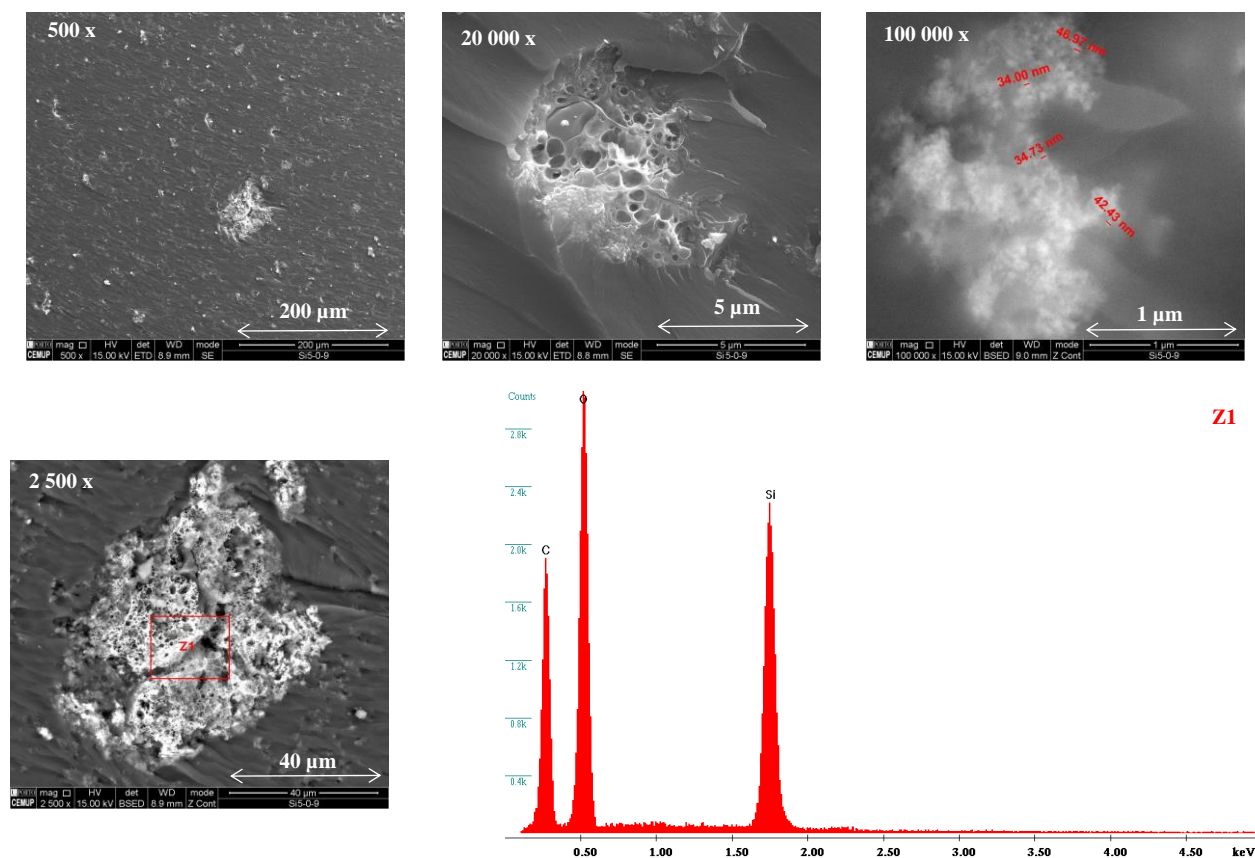 500 x
200 µm
U.PORTO CEMUP mag 500 x HV 15.00 kV det ETD WD 8.9 mm mode SE 200 µm Si5-0-9
20 000 x
5 µm
U.PORTO CEMUP mag 20 000 x HV 15.00 kV det ETD WD 8.8 mm mode SE 5 µm Si5-0-9
100 000 x
46.97 nm
34.00 nm
34.73 nm
42.43 nm
1 µm
U.PORTO CEMUP mag 100 000 x HV 15.00 kV det BSED WD 9.0 mm mode Z Cont 1 µm Si5-0-9
2 500 x
Z1
40 µm
U.PORTO CEMUP mag 2 500 x HV 15.00 kV det BSED WD 8.9 mm mode Z Cont 40 µm Si5-0-9
Counts
Z1
O
2.8k
2.4k
Si
2.0k
C
1.6k
1.2k
0.8k
0.4k
0.50 1.00 1.50 2.00 2.50 3.00 3.50 4.00 4.50 keV